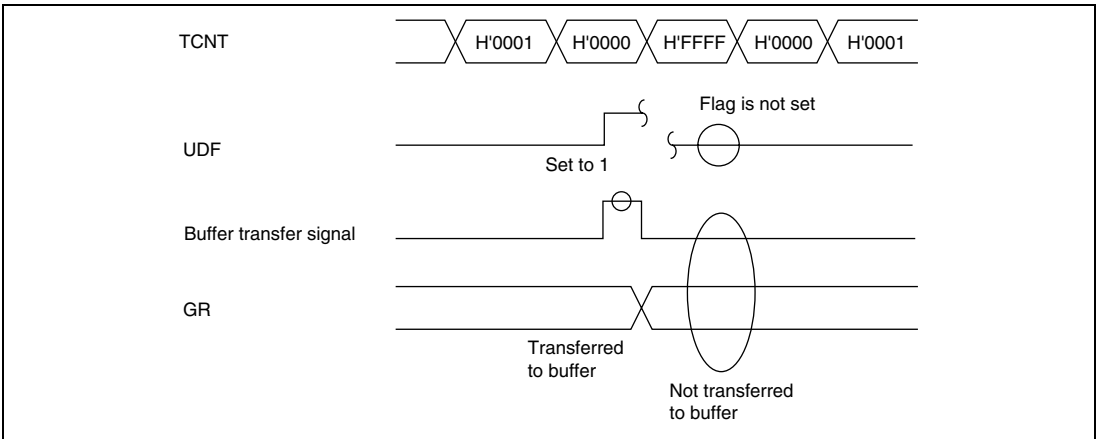 TCNT H'0001 H'0000 H'FFFF H'0000 H'0001
Flag is not set
UDF
Set to 1
Buffer transfer signal
GR
Transferred
to buffer
Not transferred
to buffer